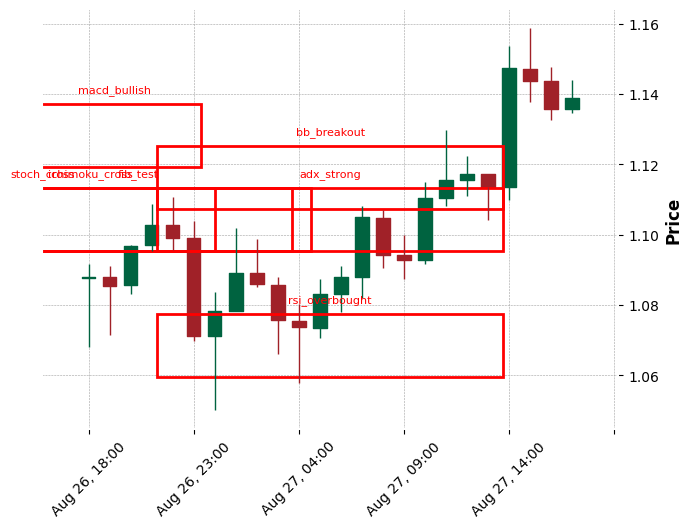 1.16
macd_bullish
1.14
bb_breakout
1.12
stoch_cross ichimoku_cross fib_test adx_strong
1.10
rsi_overbought
1.08
1.06
Price
Aug 26, 18:00
Aug 26, 23:00
Aug 27, 04:00
Aug 27, 09:00
Aug 27, 14:00